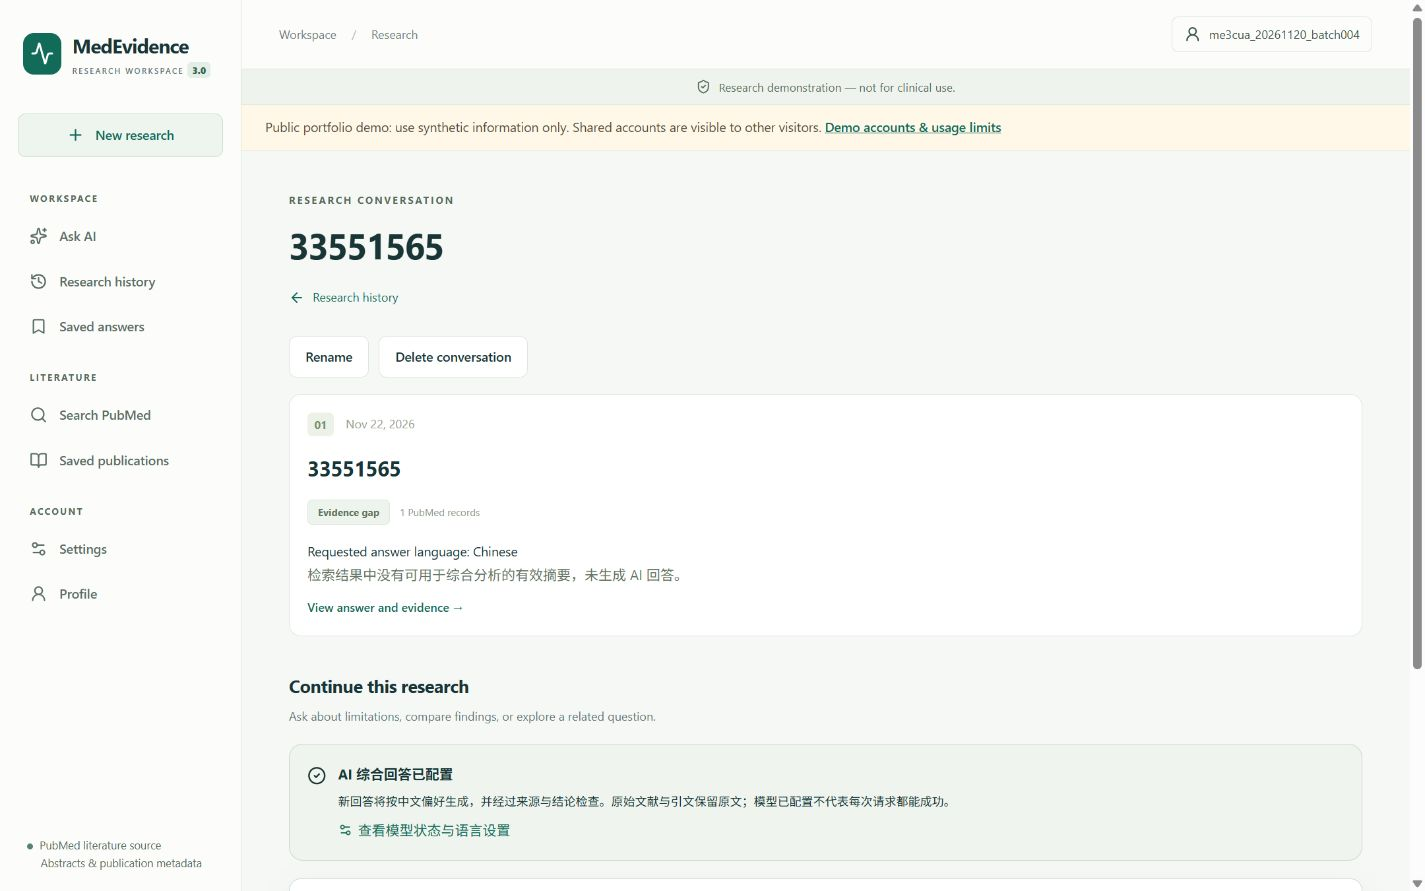 MedEvidence
RESEARCH WORKSPACE 3.0
New research
WORKSPACE
Ask AI
Research history
Saved answers
LITERATURE
Search PubMed
Saved publications
ACCOUNT
Settings
Profile
PubMed literature source
Abstracts & publication metadata
Workspace / Research
me3cua_20261120_batch004
Research demonstration — not for clinical use.
Public portfolio demo: use synthetic information only. Shared accounts are visible to other visitors. Demo accounts & usage limits
RESEARCH CONVERSATION
33551565
← Research history
Rename
Delete conversation
01 Nov 22, 2026
33551565
Evidence gap 1 PubMed records
Requested answer language: Chinese
检索结果中没有可用于综合分析的有效摘要，未生成 AI 回答。
View answer and evidence →
Continue this research
Ask about limitations, compare findings, or explore a related question.
AI 综合回答已配置
新回答将按中文偏好生成，并经过来源与结论检查。原始文献与引文保留原文；模型已配置不代表每次请求都能成功。
查看模型状态与语言设置